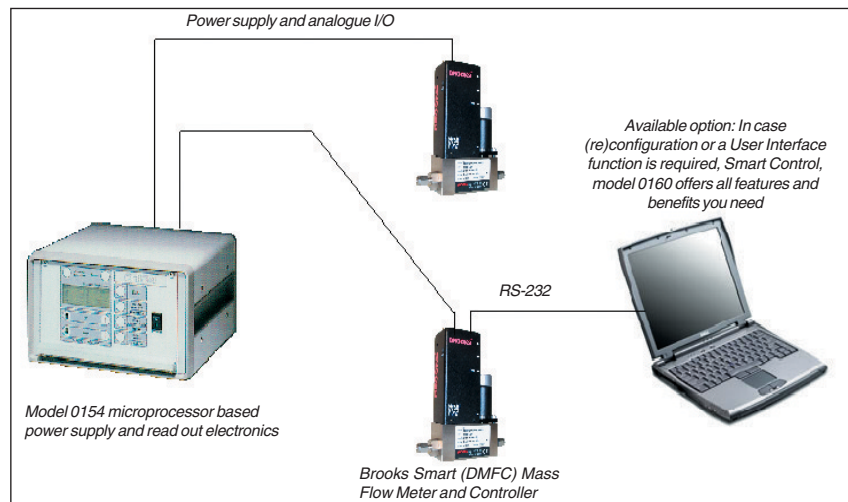 Power supply and analogue I/O
Available option: In case
(re)configuration or a User Interface
function is required, Smart Control,
model 0160 offers all features and
benefits you need
RS-232
Model 0154 microprocessor based
power supply and read out electronics
Brooks Smart (DMFC) Mass
Flow Meter and Controller